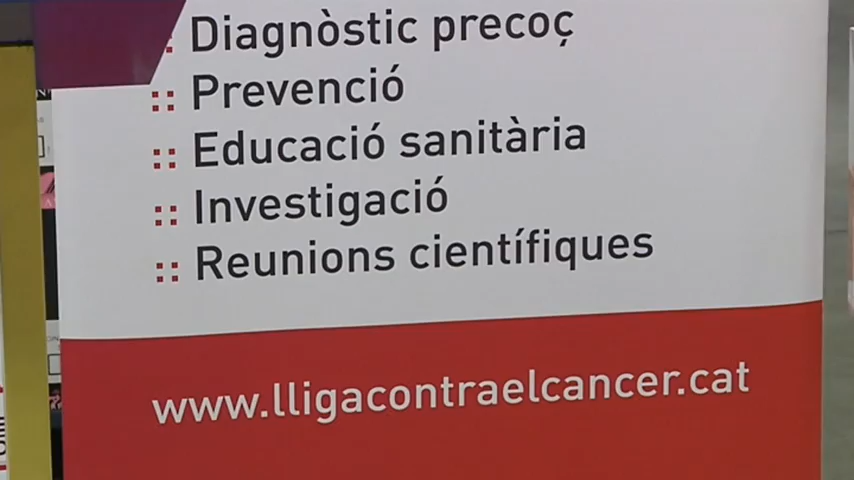 Diagnòstic precoç
Prevenció
Educació sanitària
Investigació
Reunions científiques
www.lligacontraelcancer.cat